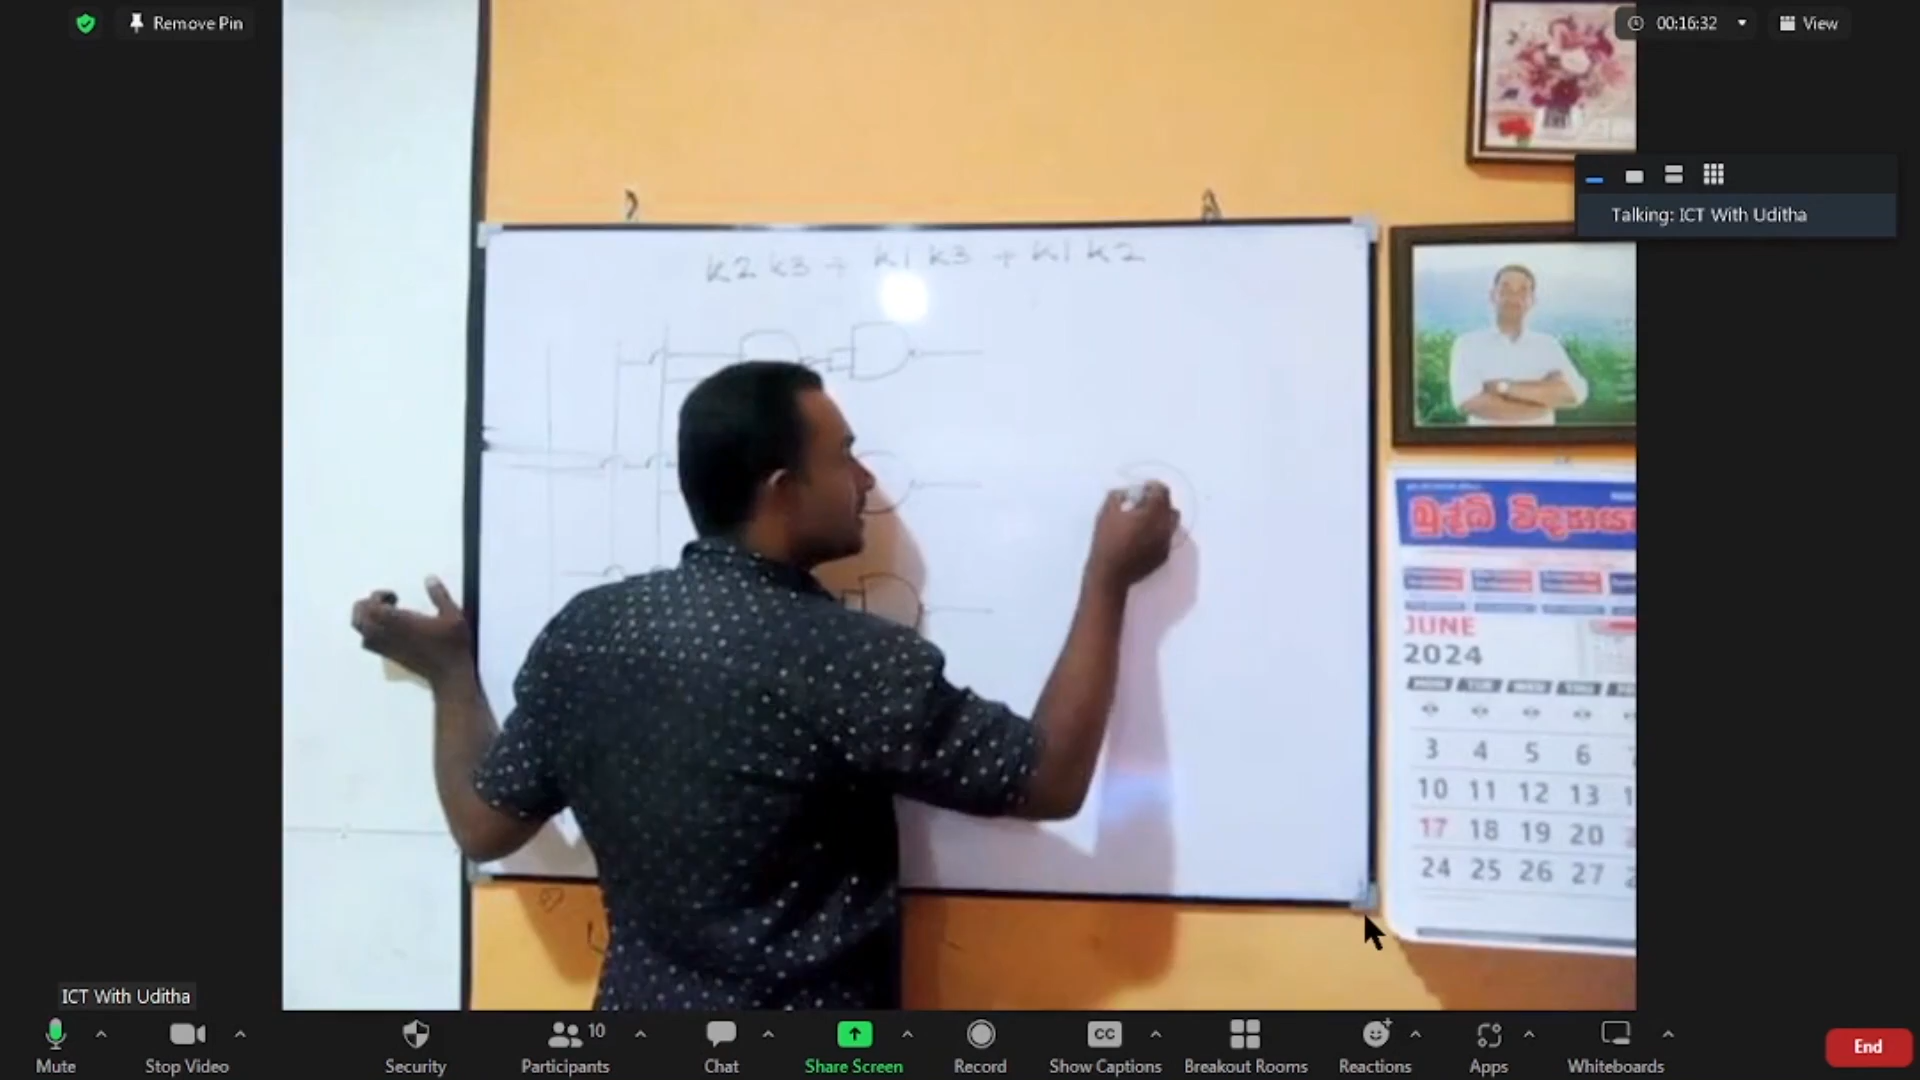 Remove Pin
00:16:32
View
Talking: ICT With Uditha
k2 k3 + k1 k3 + k1 k2
JUNE
2024
3 4 5 6
10 11 12 13
17 18 19 20
24 25 26 27
ICT With Uditha
Mute
Stop Video
Security
10
Participants
Chat
Share Screen
Record
CC
Show Captions
Breakout Rooms
Reactions
Apps
Whiteboards
End